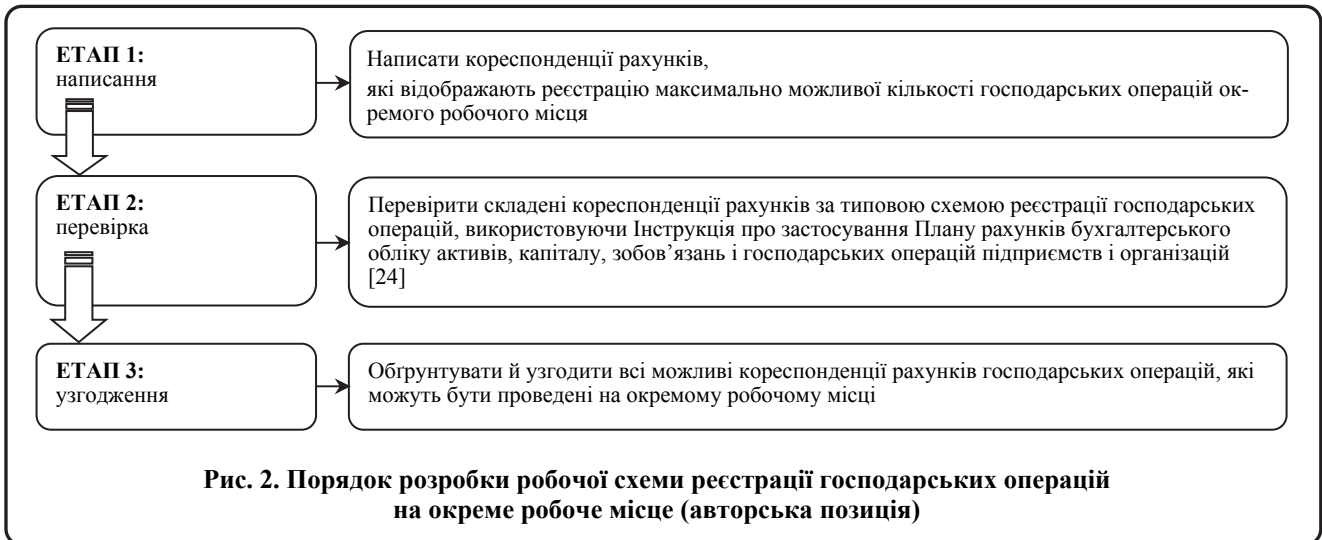 ЕТАП 1:
написання
Написати кореспонденції рахунків,
які відображають реєстрацію максимально можливої кількості господарських операцій ок-
ремого робочого місця
ЕТАП 2:
перевірка
Перевірити складені кореспонденції рахунків за типовою схемою реєстрації господарських
операцій, використовуючи Інструкція про застосування Плану рахунків бухгалтерського
обліку активів, капіталу, зобов’язань і господарських операцій підприємств і організацій
[24]
ЕТАП 3:
узгодження
Обґрунтувати й узгодити всі можливі кореспонденції рахунків господарських операцій, які
можуть бути проведені на окремому робочому місці
Рис. 2. Порядок розробки робочої схеми реєстрації господарських операцій
на окреме робоче місце (авторська позиція)